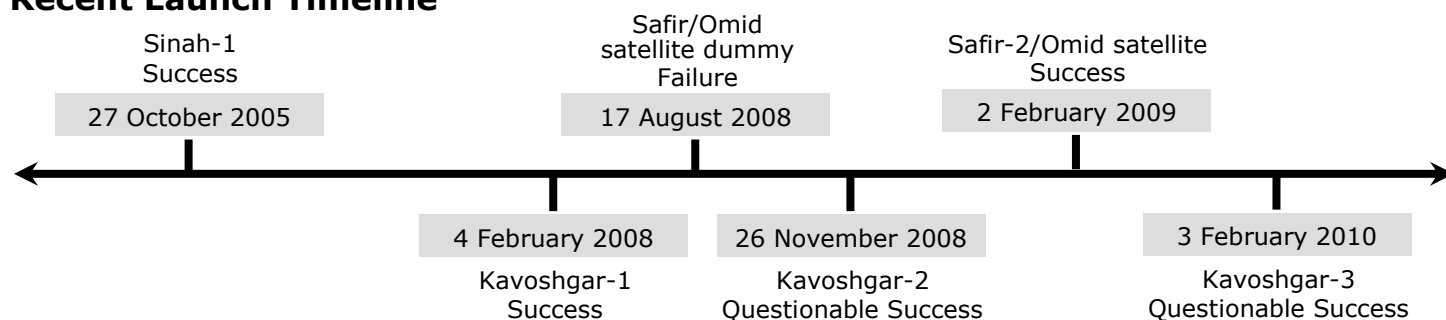 Recent Launch Timeline
Sinah-1
Success
27 October 2005
Safir/Omid
satellite dummy
Failure
17 August 2008
Safir-2/Omid satellite
Success
2 February 2009
4 February 2008
Kavoshgar-1
Success
26 November 2008
Kavoshgar-2
Questionable Success
3 February 2010
Kavoshgar-3
Questionable Success